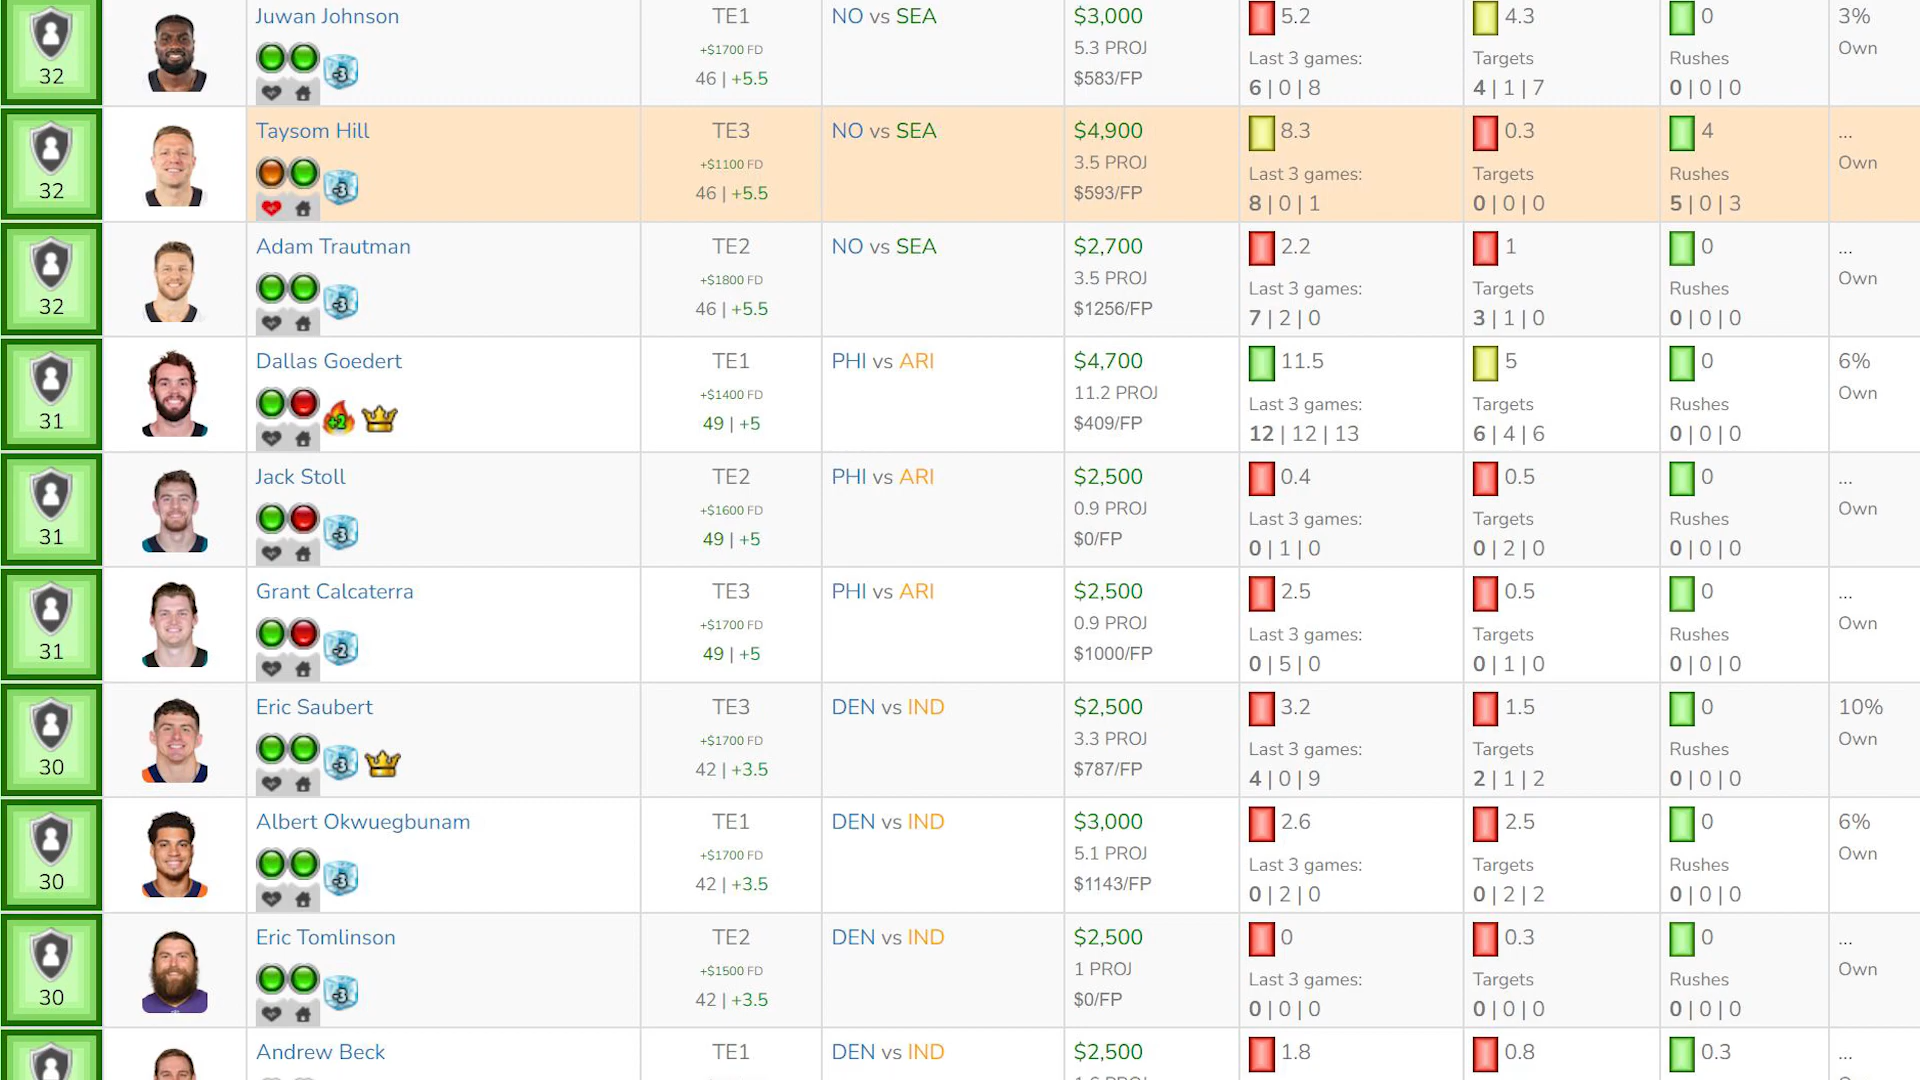 32
Juwan Johnson
-3
TE1
+$1700 FD
46 | +5.5
NO vs SEA
$3,000
5.3 PROJ
$583/FP
5.2
Last 3 games:
6 | 0 | 8
4.3
Targets
4 | 1 | 7
0
Rushes
0 | 0 | 0
3%
Own
32
Taysom Hill
-3
TE3
+$1100 FD
46 | +5.5
NO vs SEA
$4,900
3.5 PROJ
$593/FP
8.3
Last 3 games:
8 | 0 | 1
0.3
Targets
0 | 0 | 0
4
Rushes
5 | 0 | 3
...
Own
32
Adam Trautman
-3
TE2
+$1800 FD
46 | +5.5
NO vs SEA
$2,700
3.5 PROJ
$1256/FP
2.2
Last 3 games:
7 | 2 | 0
1
Targets
3 | 1 | 0
0
Rushes
0 | 0 | 0
...
Own
31
Dallas Goedert
+2
TE1
+$1400 FD
49 | +5
PHI vs ARI
$4,700
11.2 PROJ
$409/FP
11.5
Last 3 games:
12 | 12 | 13
5
Targets
6 | 4 | 6
0
Rushes
0 | 0 | 0
6%
Own
31
Jack Stoll
-3
TE2
+$1600 FD
49 | +5
PHI vs ARI
$2,500
0.9 PROJ
$0/FP
0.4
Last 3 games:
0 | 1 | 0
0.5
Targets
0 | 2 | 0
0
Rushes
0 | 0 | 0
...
Own
31
Grant Calcaterra
-2
TE3
+$1700 FD
49 | +5
PHI vs ARI
$2,500
0.9 PROJ
$1000/FP
2.5
Last 3 games:
0 | 5 | 0
0.5
Targets
0 | 1 | 0
0
Rushes
0 | 0 | 0
...
Own
30
Eric Saubert
-3
TE3
+$1700 FD
42 | +3.5
DEN vs IND
$2,500
3.3 PROJ
$787/FP
3.2
Last 3 games:
4 | 0 | 9
1.5
Targets
2 | 1 | 2
0
Rushes
0 | 0 | 0
10%
Own
30
Albert Okwuegbunam
-3
TE1
+$1700 FD
42 | +3.5
DEN vs IND
$3,000
5.1 PROJ
$1143/FP
2.6
Last 3 games:
0 | 2 | 0
2.5
Targets
0 | 2 | 2
0
Rushes
0 | 0 | 0
6%
Own
30
Eric Tomlinson
-3
TE2
+$1500 FD
42 | +3.5
DEN vs IND
$2,500
1 PROJ
$0/FP
0
Last 3 games:
0 | 0 | 0
0.3
Targets
0 | 0 | 0
0
Rushes
0 | 0 | 0
...
Own
Andrew Beck
TE1
DEN vs IND
$2,500
1.8
0.8
0.3
...